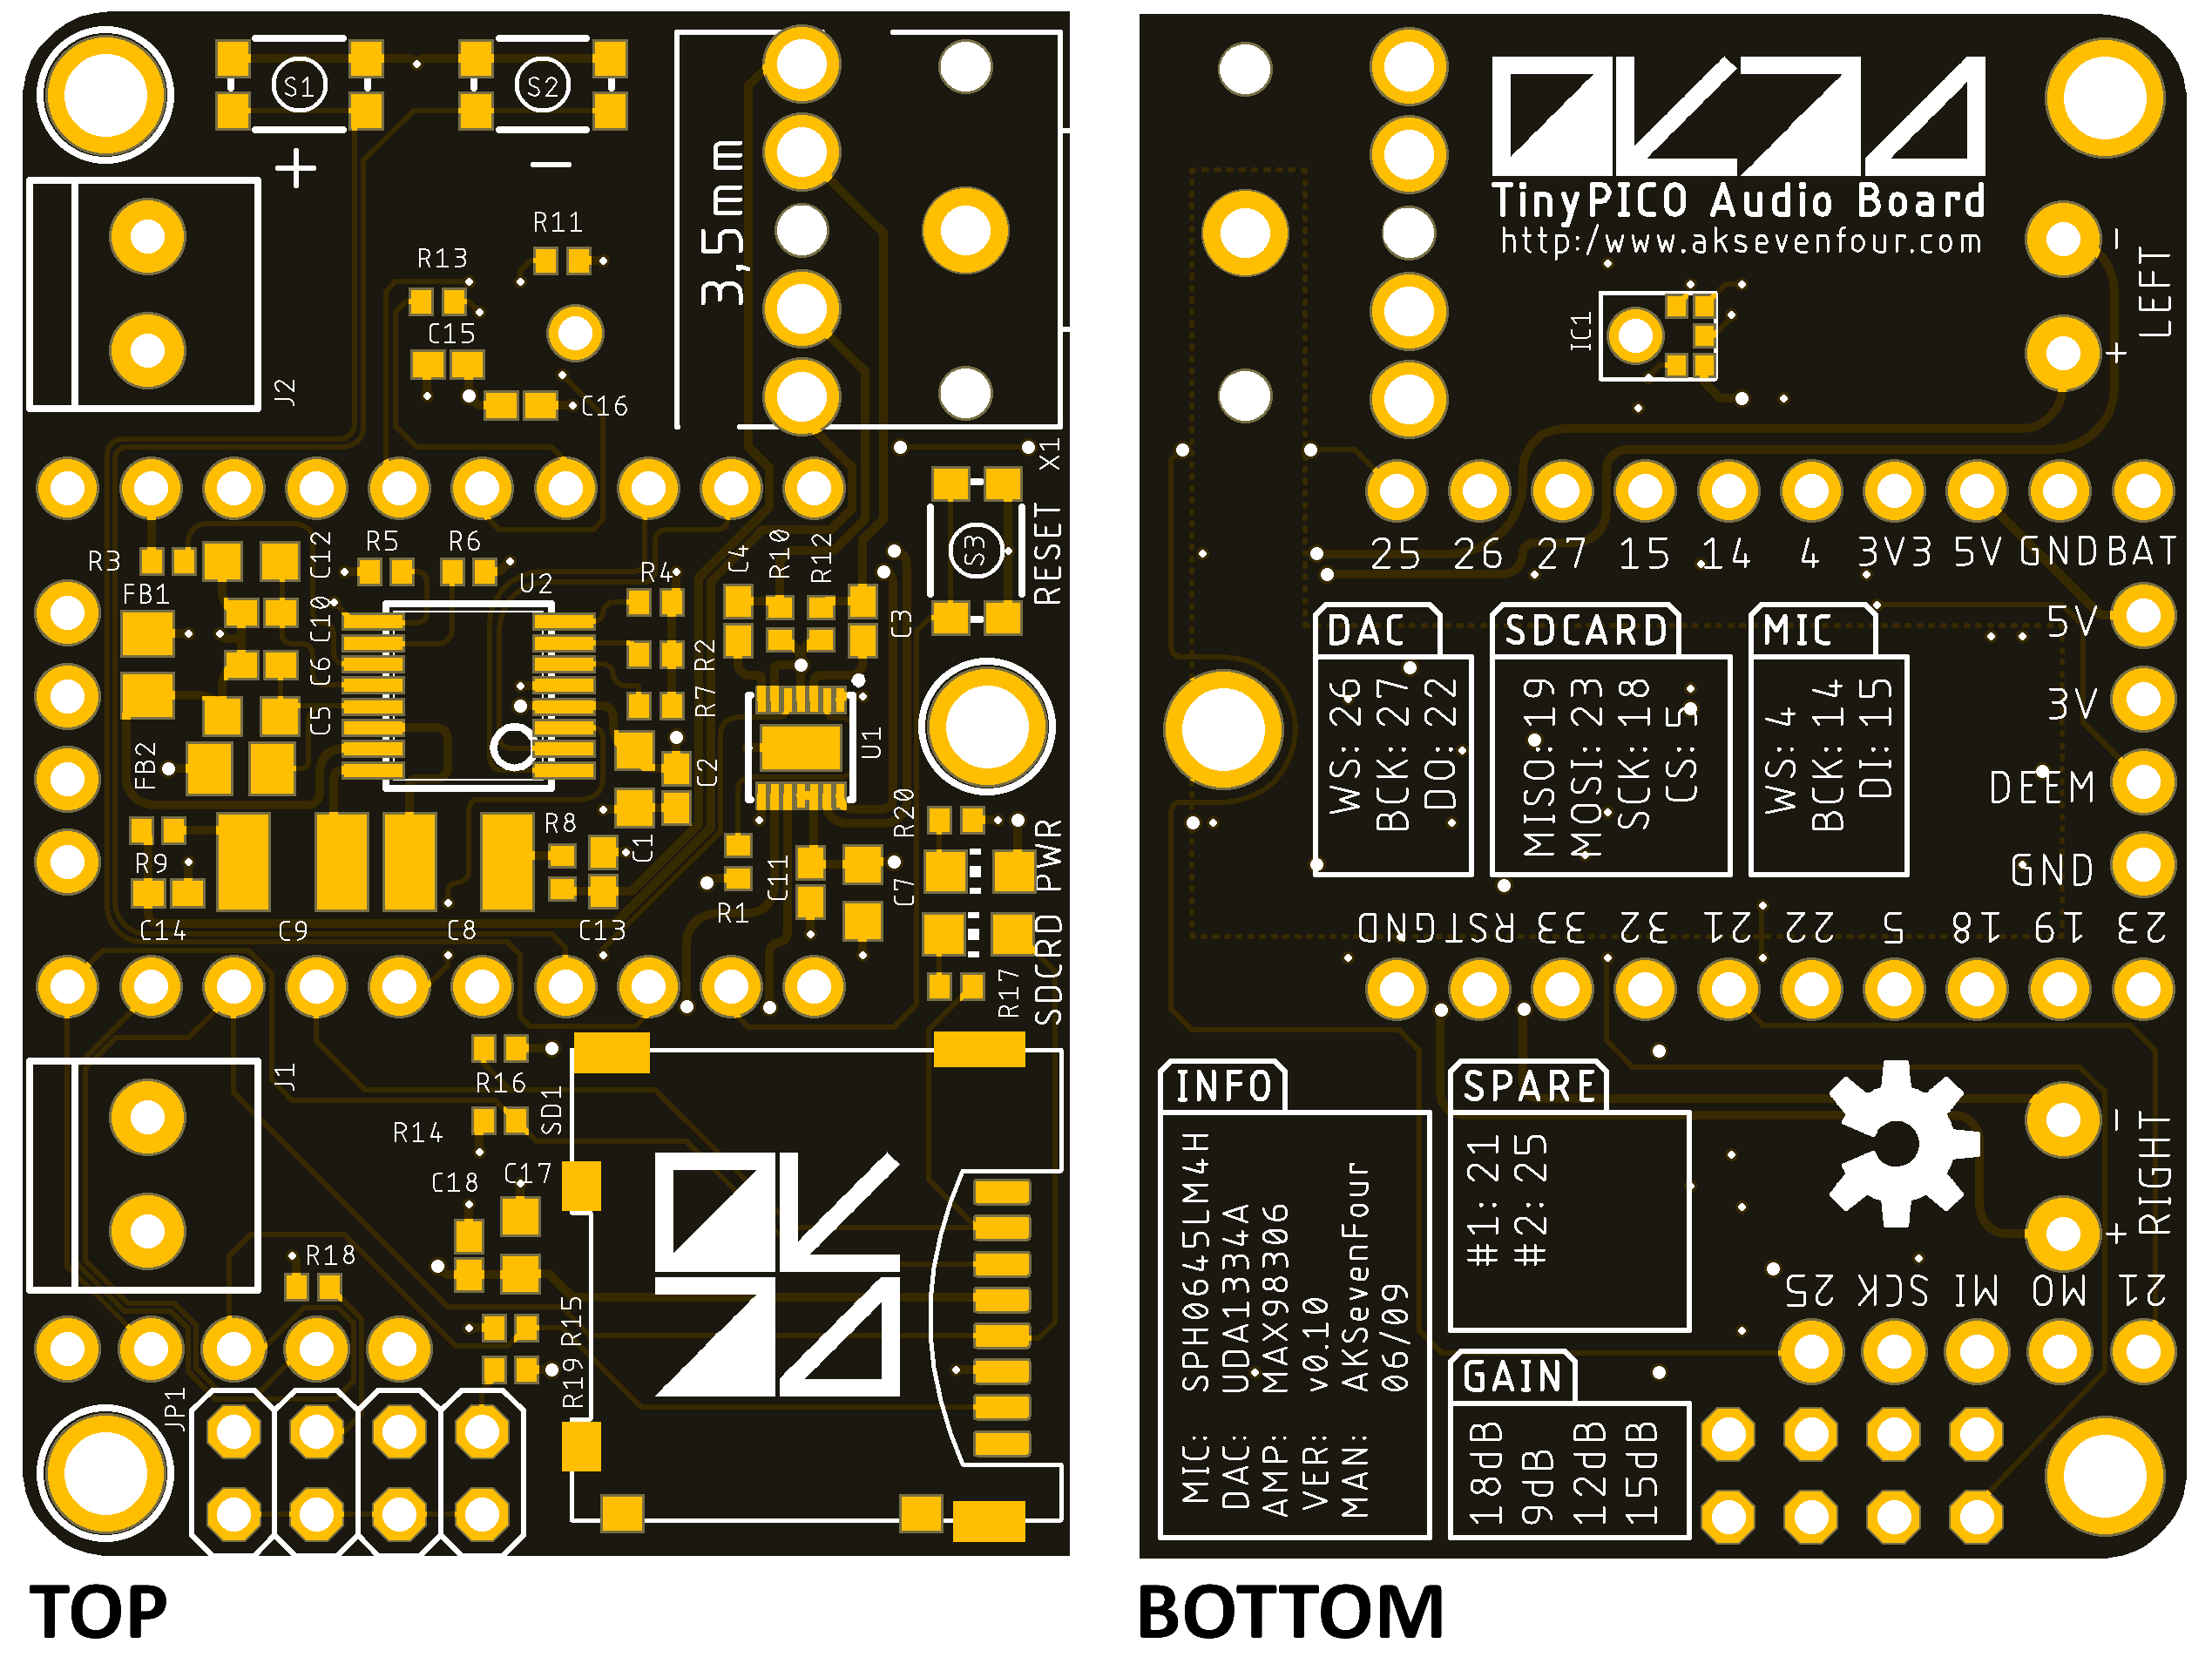 S1
S2
+
−
3,5mm
R11
R13
C15
C16
J2
X1
R3
C12
R5
R6
U2
R4
C4
R10
R12
S3
RESET
FB1
C10
C3
C6
R2
C5
R7
U1
FB2
C2
R20
R8
C1
R9
C11
C7
SDCRD PWR
R1
C14
C9
C8
C13
R17
J1
R16
SD1
R14
C18
C17
R18
R15
R19
JP1
TOP
TinyPICO Audio Board
http:/www.aksevenfour.com
−
LEFT
+
IC1
25 26 27 15 14 4 3V3 5V GND BAT
5V
3V
DEEM
GND
DAC
WS: 26
BCK: 27
DO: 22
SDCARD
MISO: 19
MOSI: 23
SCK: 18
CS: 5
MIC
WS: 4
BCK: 14
DI: 15
GND RST 33 32 21 22 5 18 19 23
INFO
MIC: SPH0645LM4H
DAC: UDA1334A
AMP: MAX98306
VER: v0.10
MAN: AKSevenFour
06/09
SPARE
#1: 21
#2: 25
−
RIGHT
+
25 SCK MI MO 21
GAIN
18dB
9dB
12dB
15dB
BOTTOM